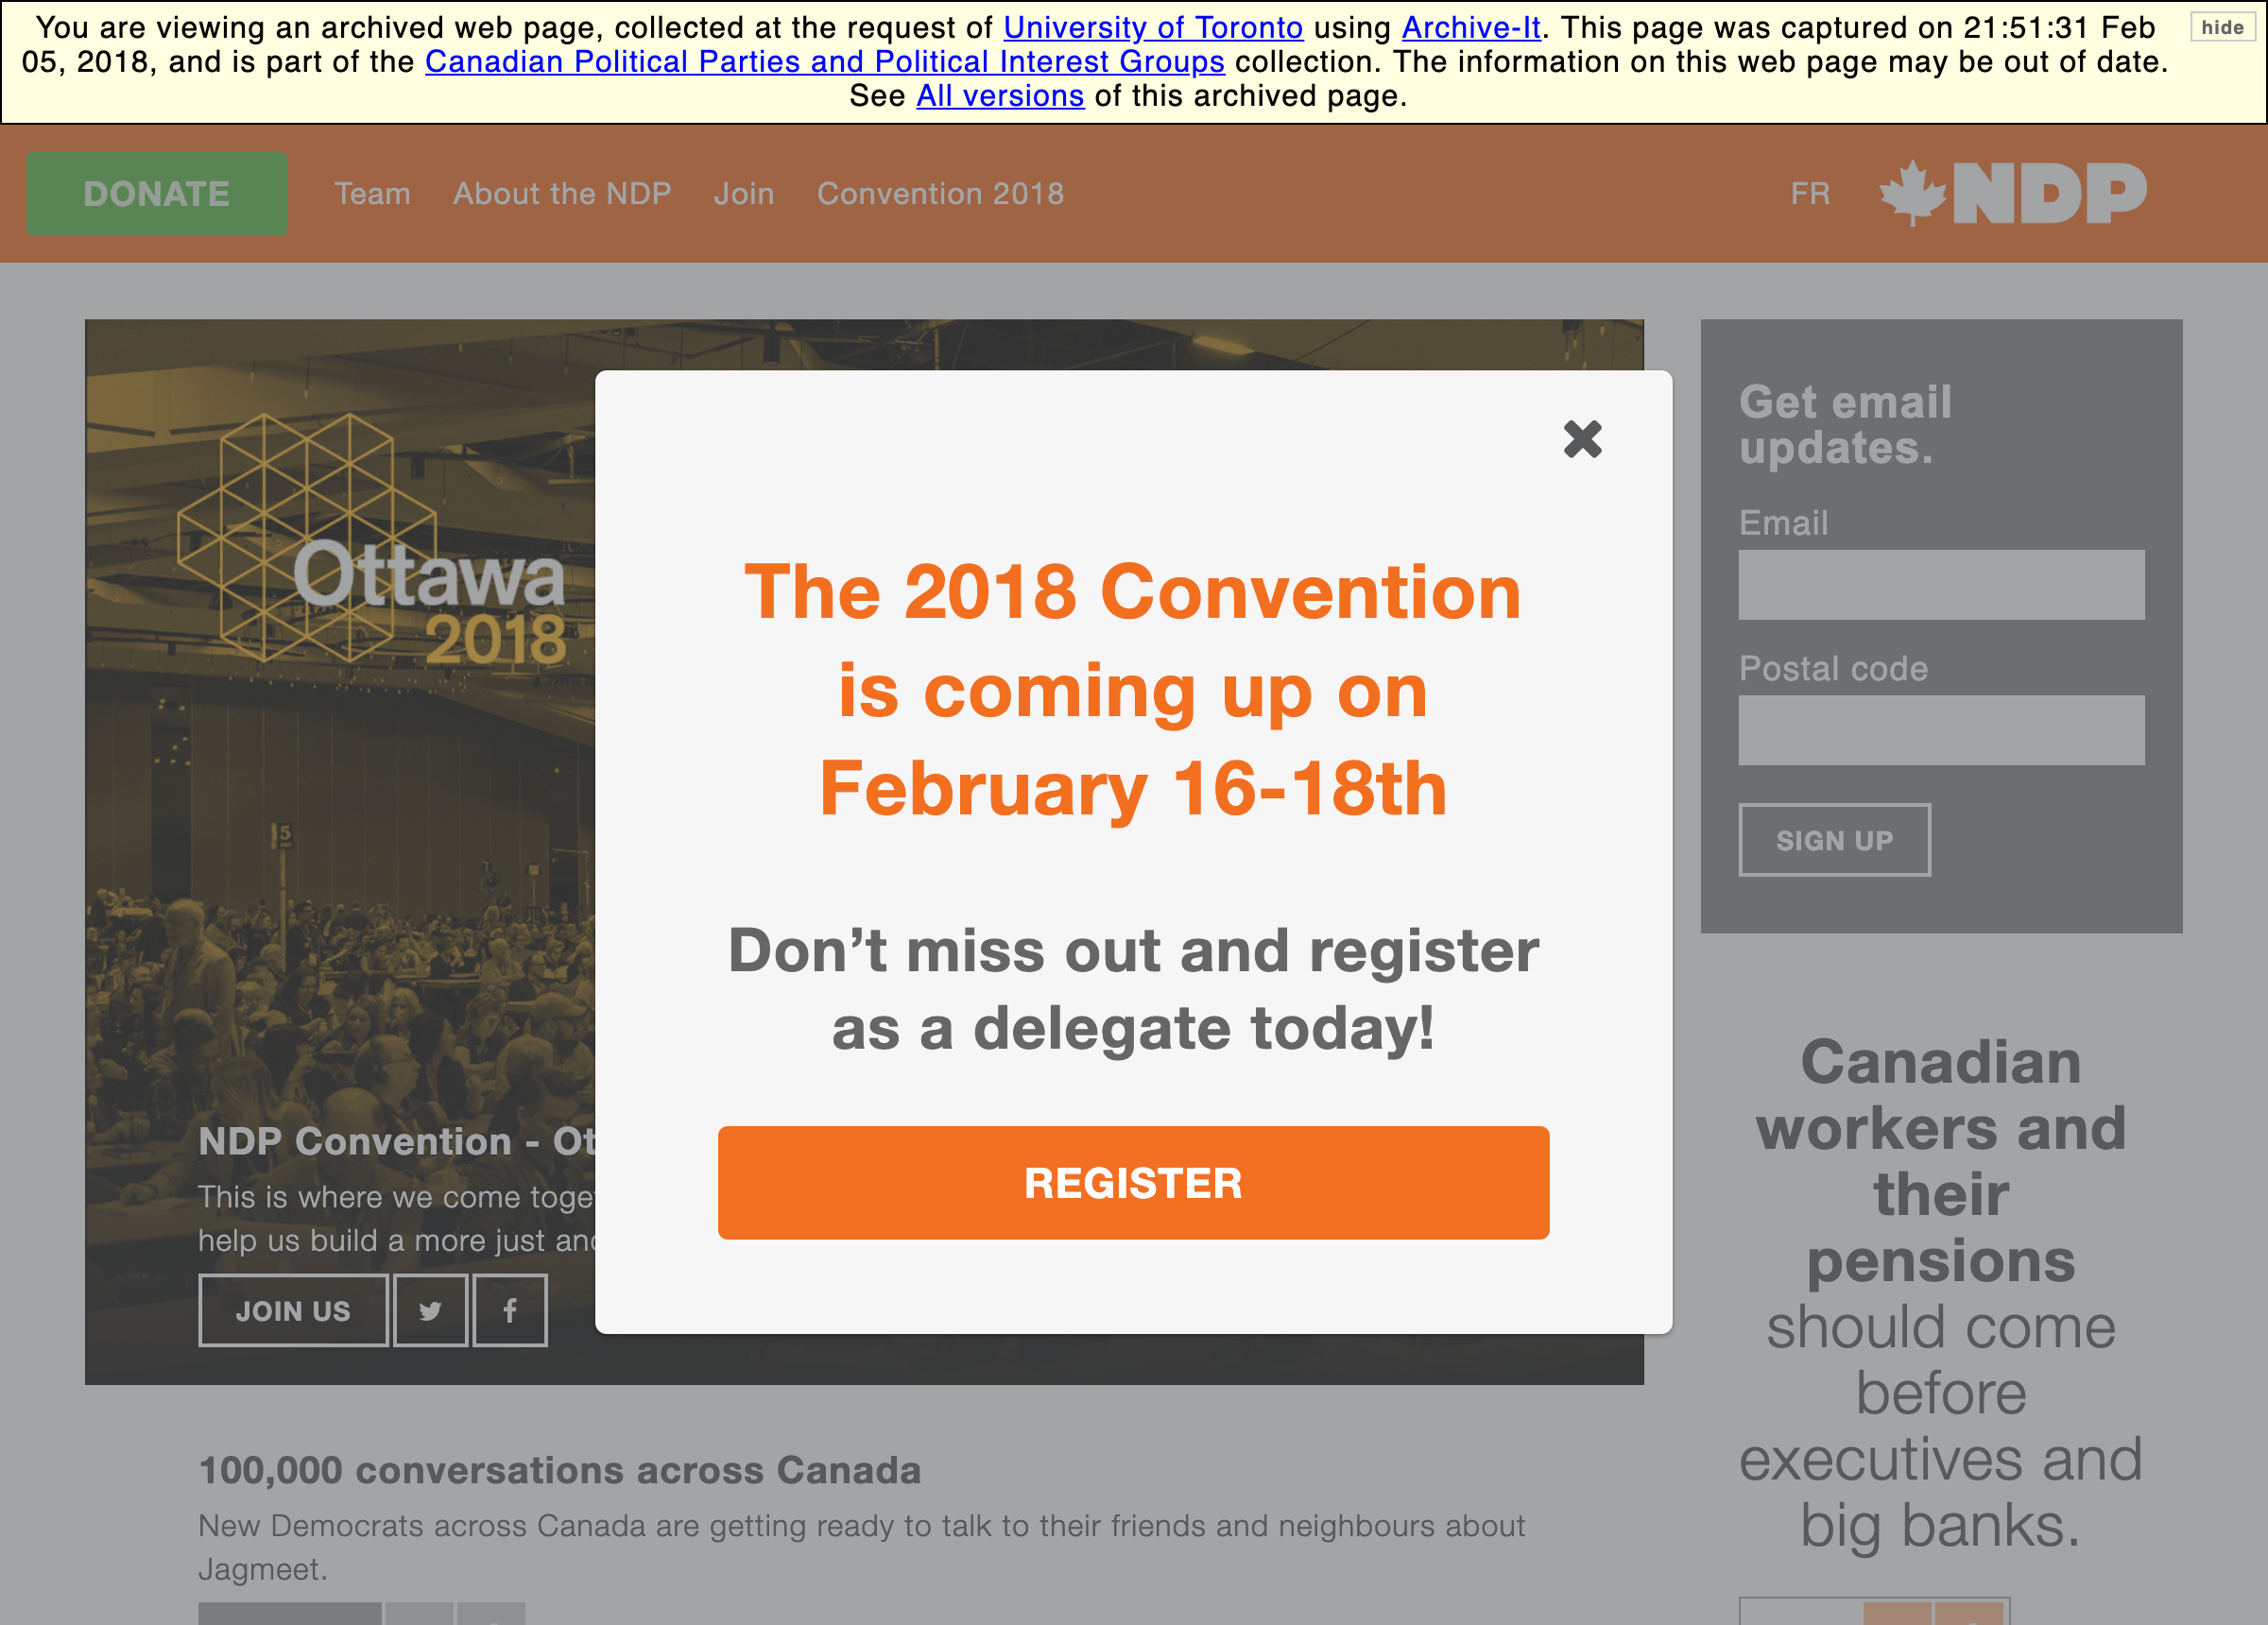 You are viewing an archived web page, collected at the request of University of Toronto using Archive-It. This page was captured on 21:51:31 Feb
05, 2018, and is part of the Canadian Political Parties and Political Interest Groups collection. The information on this web page may be out of date.
See All versions of this archived page.
hide
DONATE
Team
About the NDP
Join
Convention 2018
FR
NDP
Ottawa
2018
The 2018 Convention
is coming up on
February 16-18th
Don’t miss out and register
as a delegate today!
REGISTER
NDP Convention - Ot
This is where we come toge
help us build a more just an
JOIN US
100,000 conversations across Canada
New Democrats across Canada are getting ready to talk to their friends and neighbours about
Jagmeet.
Get email
updates.
Email
Postal code
SIGN UP
Canadian
workers and
their
pensions
should come
before
executives and
big banks.